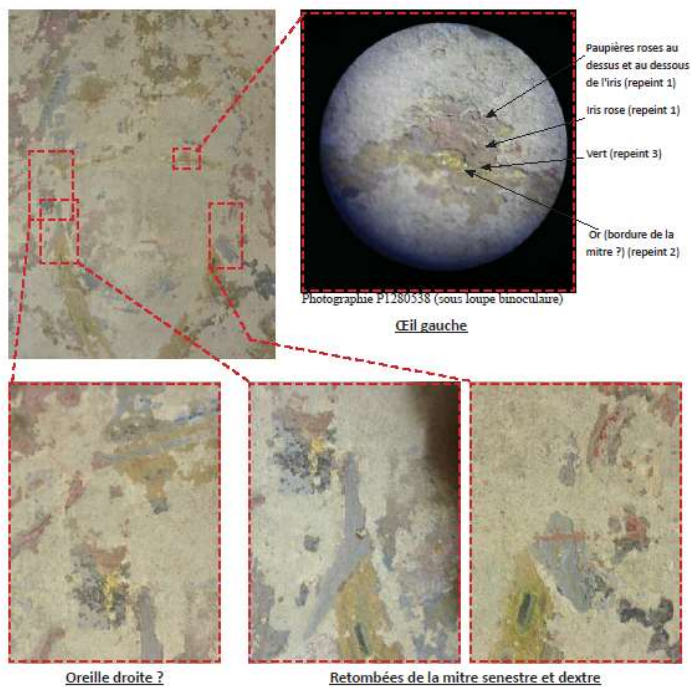 Paupières roses au
dessus et au dessous
de l'iris (repeint 1)
Iris rose (repeint 1)
Vert (repeint 3)
Or (bordure de la
mitre ?) (repeint 2)
Photographie P1280538 (sous loupe binoculaire)
Œil gauche
Oreille droite ?
Retombées de la mitre senestre et dextre